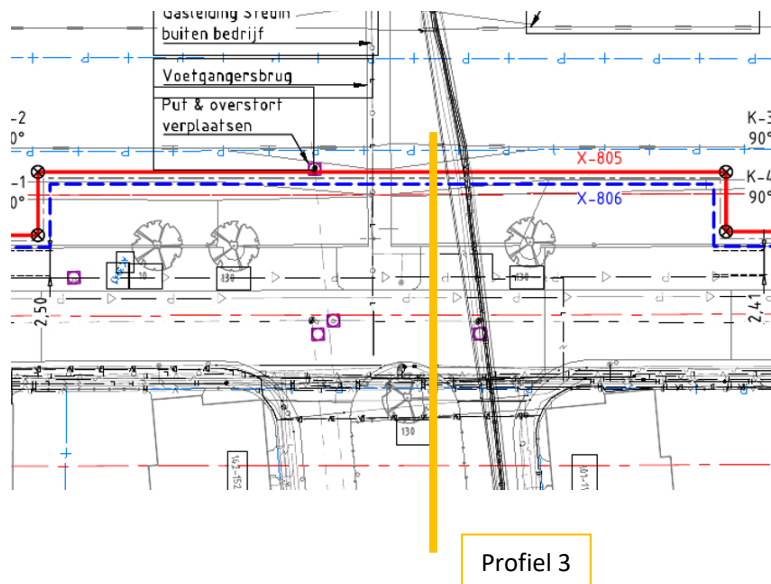 Gasleiding Stedin
buiten bedrijf
Voetgangersbrug
Put & overstort
verplaatsen
K-2
0°
K-3
90°
X-805
K-1
0°
K-4
90°
X-806
10
130
130
2,50
2,41
130
Profiel 3